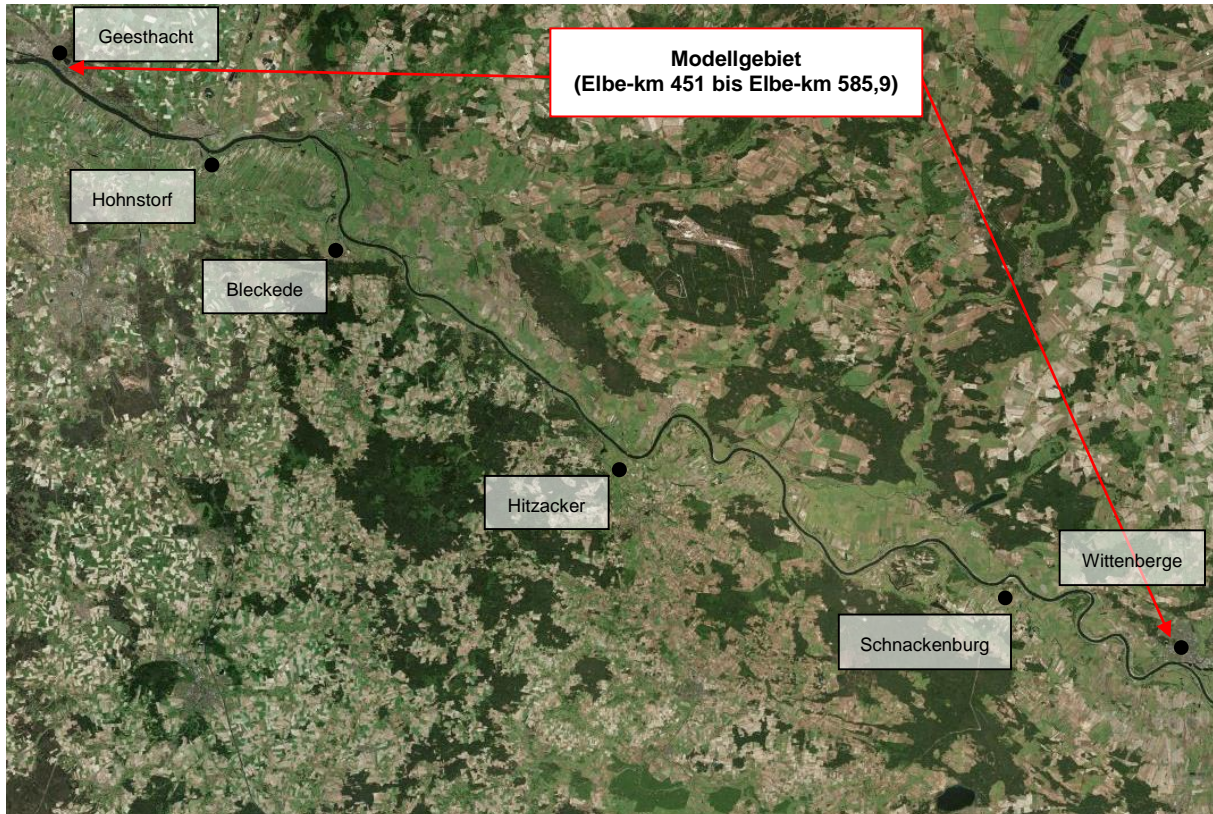 Geesthacht
Modellgebiet
(Elbe-km 451 bis Elbe-km 585,9)
Hohnstorf
Bleckede
Hitzacker
Wittenberge
Schnackenburg